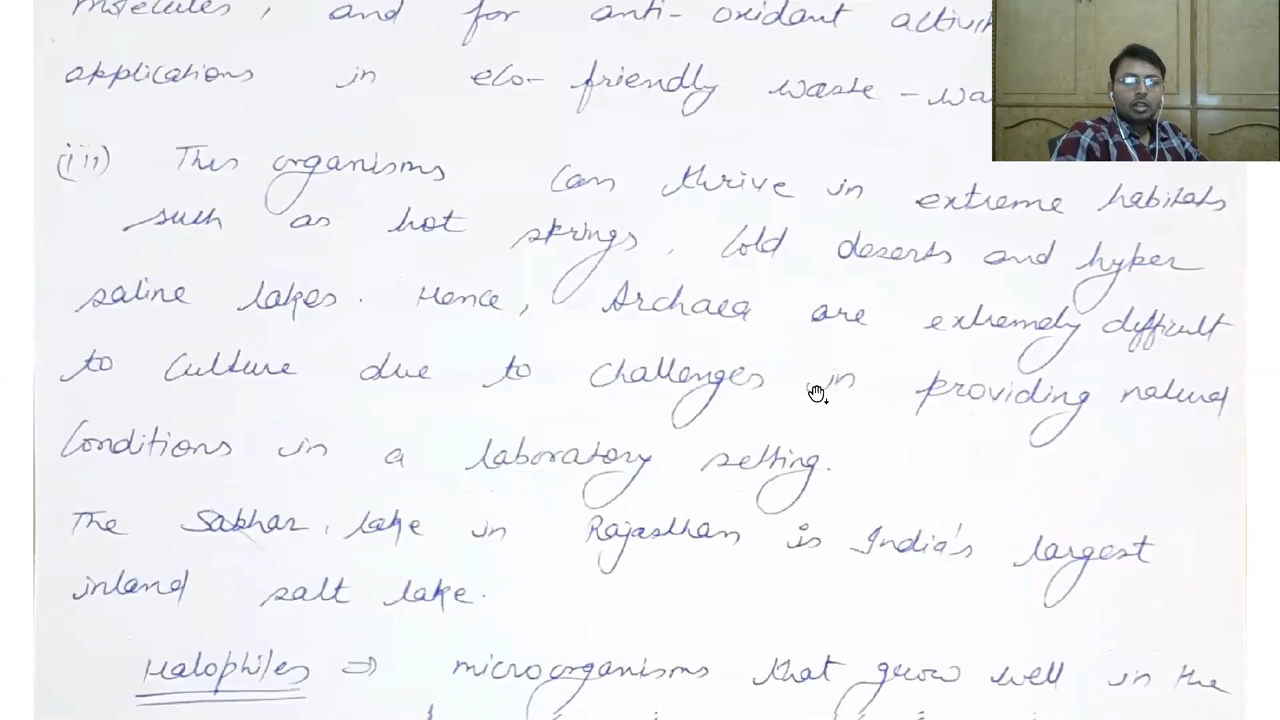 molecules, and for anti-oxidant
applications in eco-friendly waste-wa
(iii) This organisms can thrive in extreme habitats
such as hot springs, cold deserts and hyper
saline lakes. Hence, Archaea are extremely difficult
to culture due to challenges in providing natural
conditions in a laboratory setting.
The lake in Rajasthan is India's largest
inland salt lake.
Halophiles ⇒ microorganisms that grow well in the